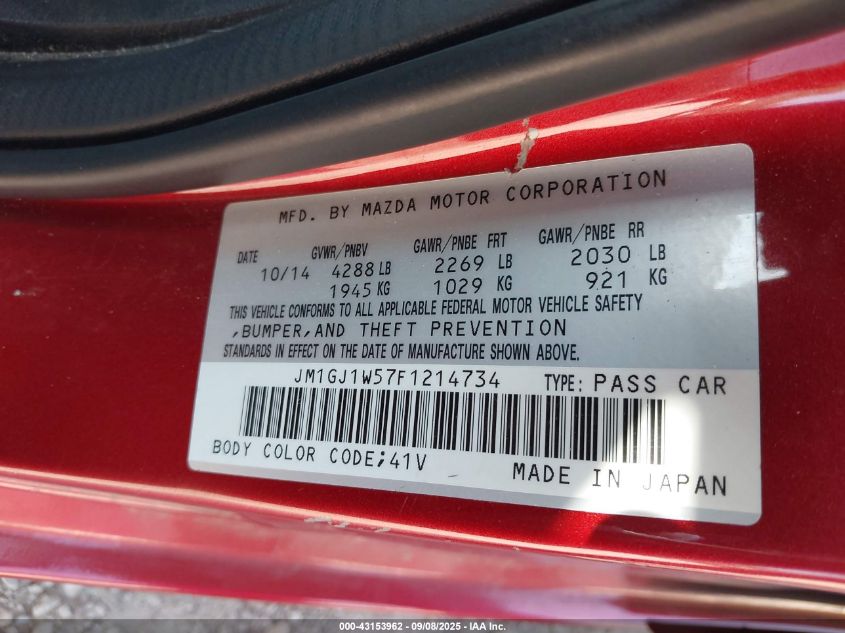 MFD. BY MAZDA MOTOR CORPORATION
DATE GVWR/PNBV GAWR/PNBE FRT GAWR/PNBE RR
10/14 4288 LB 2269 LB 2030 LB
1945 KG 1029 KG 921 KG
THIS VEHICLE CONFORMS TO ALL APPLICABLE FEDERAL MOTOR VEHICLE SAFETY
,BUMPER,AND THEFT PREVENTION
STANDARDS IN EFFECT ON THE DATE OF MANUFACTURE SHOWN ABOVE.
JM1GJ1W57F1214734 TYPE: PASS CAR
BODY COLOR CODE;41V
MADE IN JAPAN
000-43153962 - 09/08/2025 - IAA Inc.